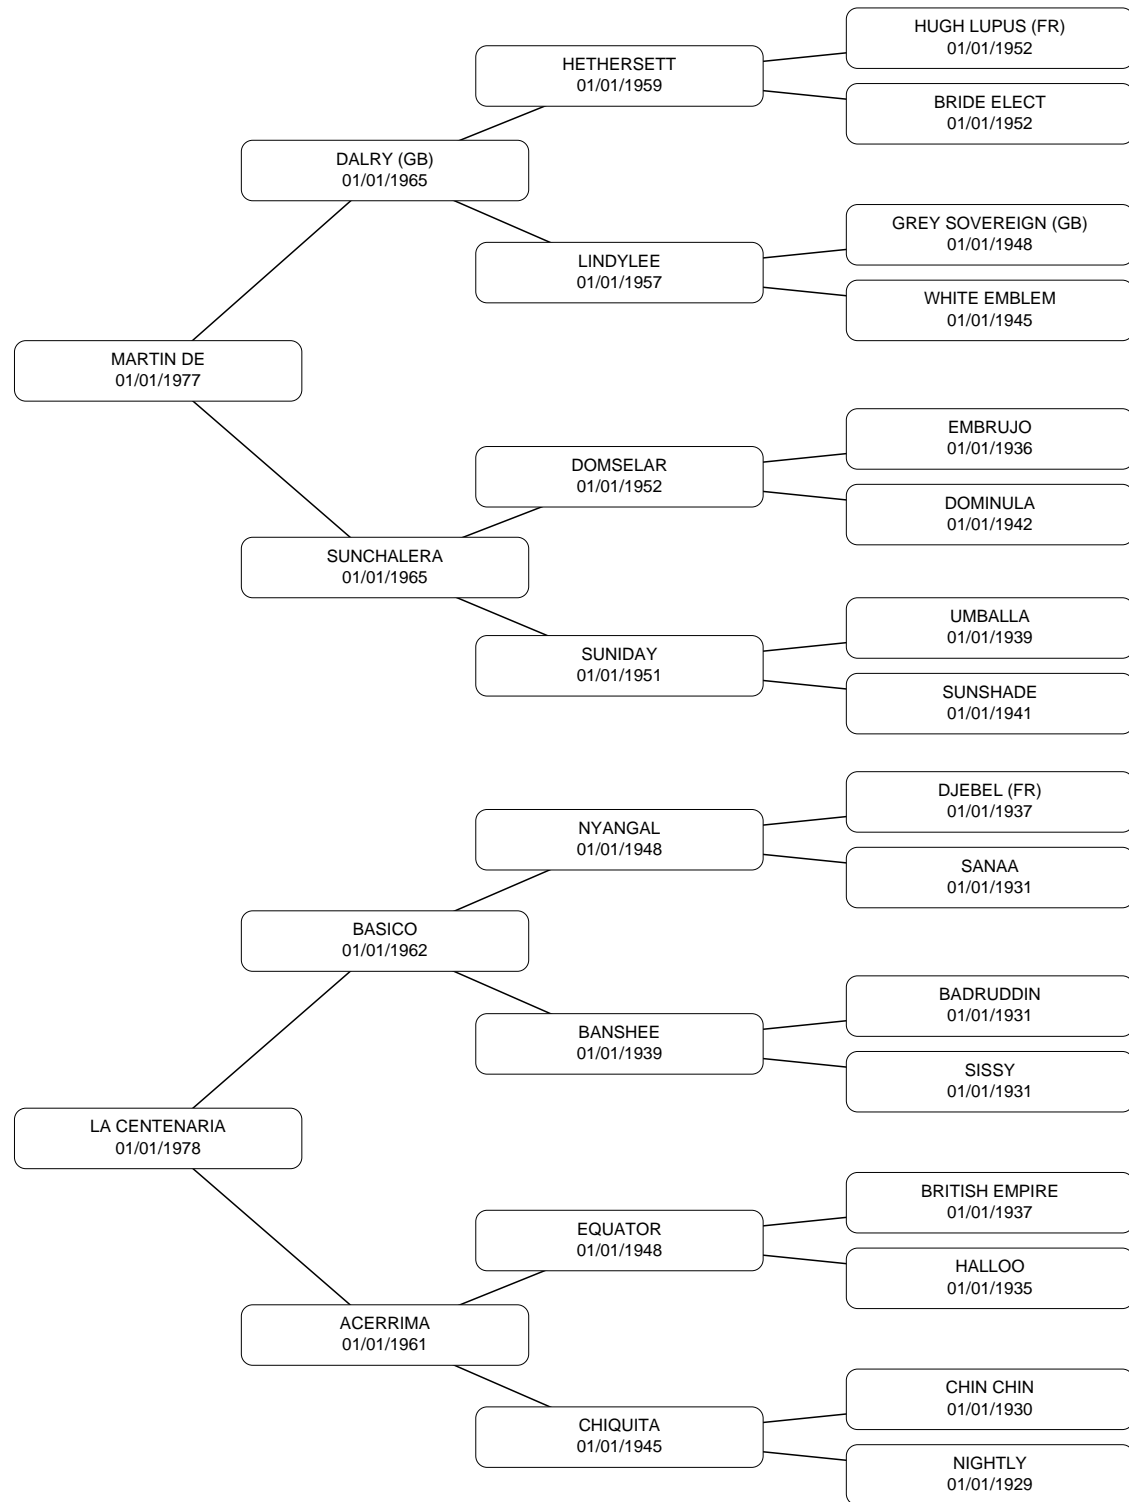 HUGH LUPUS (FR)
01/01/1952
HETHERSETT
01/01/1959
BRIDE ELECT
01/01/1952
DALRY (GB)
01/01/1965
GREY SOVEREIGN (GB)
01/01/1948
LINDYLEE
01/01/1957
WHITE EMBLEM
01/01/1945
MARTIN DE
01/01/1977
EMBRUJO
01/01/1936
DOMSELAR
01/01/1952
DOMINULA
01/01/1942
SUNCHALERA
01/01/1965
UMBALLA
01/01/1939
SUNIDAY
01/01/1951
SUNSHADE
01/01/1941
DJEBEL (FR)
01/01/1937
NYANGAL
01/01/1948
SANAA
01/01/1931
BASICO
01/01/1962
BADRUDDIN
01/01/1931
BANSHEE
01/01/1939
SISSY
01/01/1931
LA CENTENARIA
01/01/1978
BRITISH EMPIRE
01/01/1937
EQUATOR
01/01/1948
HALLOO
01/01/1935
ACERRIMA
01/01/1961
CHIN CHIN
01/01/1930
CHIQUITA
01/01/1945
NIGHTLY
01/01/1929